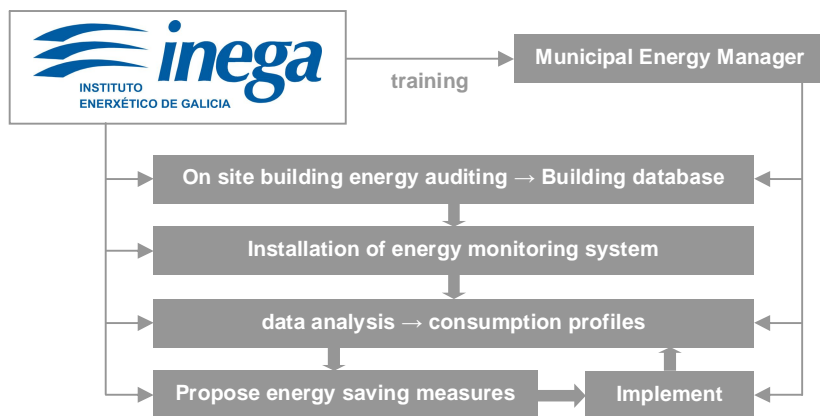 inega
INSTITUTO
ENERXÉTICO DE GALICIA
training
Municipal Energy Manager
On site building energy auditing → Building database
Installation of energy monitoring system
data analysis → consumption profiles
Propose energy saving measures
Implement